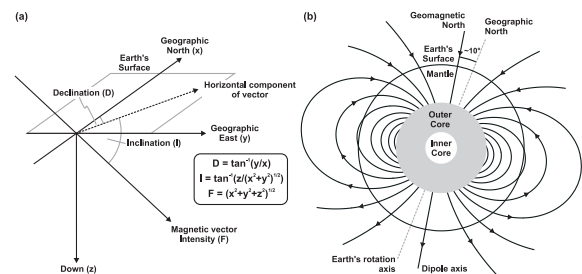 (a)
Geographic
North (x)
Earth's
Surface
Declination (D)
Horizontal component
of vector
Geographic
East (y)
Inclination (I)
D = tan⁻¹(y/x)
I = tan⁻¹(z/(x²+y²)¹/²
F = (x²+y²+z²)¹/²
Magnetic vector
Intensity (F)
Down (z)
(b)
Geomagnetic
North
Geographic
North
~10°
Earth's
Surface
Mantle
Outer
Core
Inner
Core
Earth's rotation
axis
Dipole axis